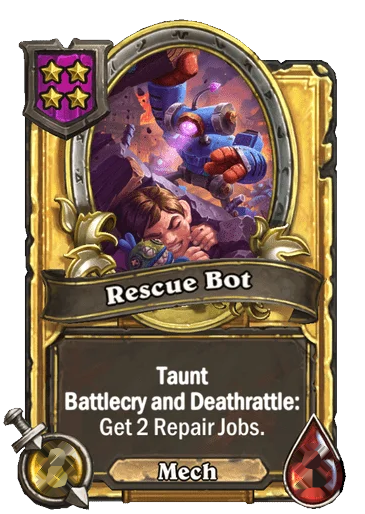 Rescue Bot
Taunt
Battlecry and Deathrattle:
Get 2 Repair Jobs.
Mech